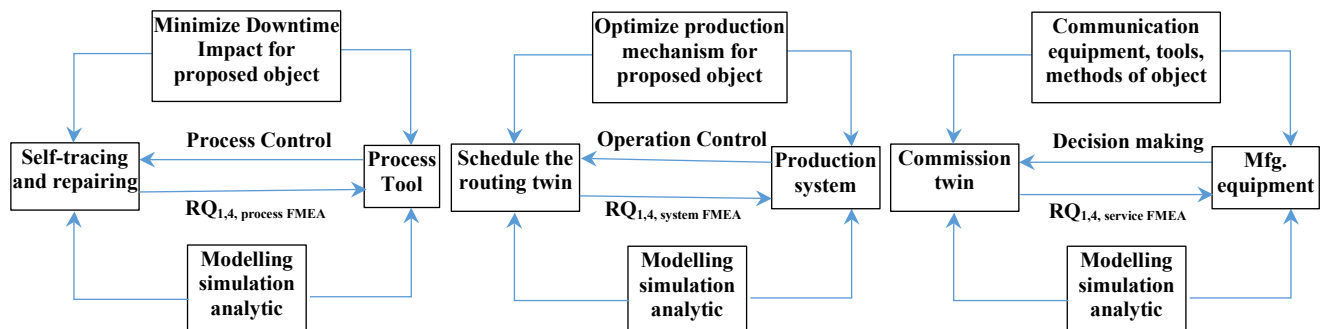 Minimize Downtime
Impact for
proposed object
Process Control
Self-tracing
and repairing
Process
Tool
RQ1,4, process FMEA
Modelling
simulation
analytic
Optimize production
mechanism for
proposed object
Operation Control
Schedule the
routing twin
Production
system
RQ1,4, system FMEA
Modelling
simulation
analytic
Communication
equipment, tools,
methods of object
Decision making
Commission
twin
Mfg.
equipment
RQ1,4, service FMEA
Modelling
simulation
analytic